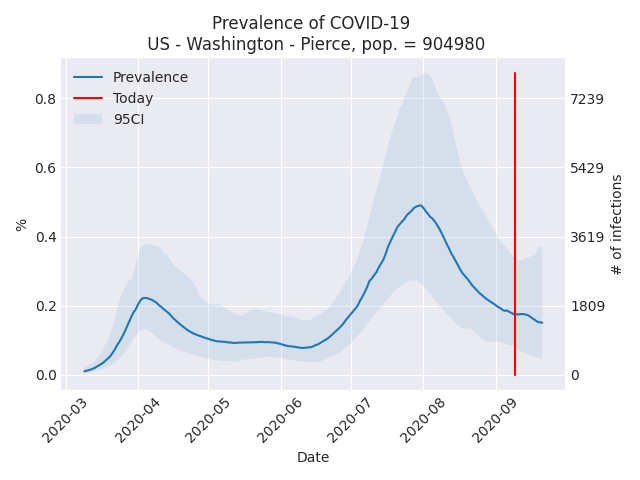 Prevalence of COVID-19
US - Washington - Pierce, pop. = 904980
Prevalence
Today
95CI
%
0.8
0.6
0.4
0.2
0.0
7239
5429
3619
1809
0
# of infections
2020-03
2020-04
2020-05
2020-06
2020-07
2020-08
2020-09
Date